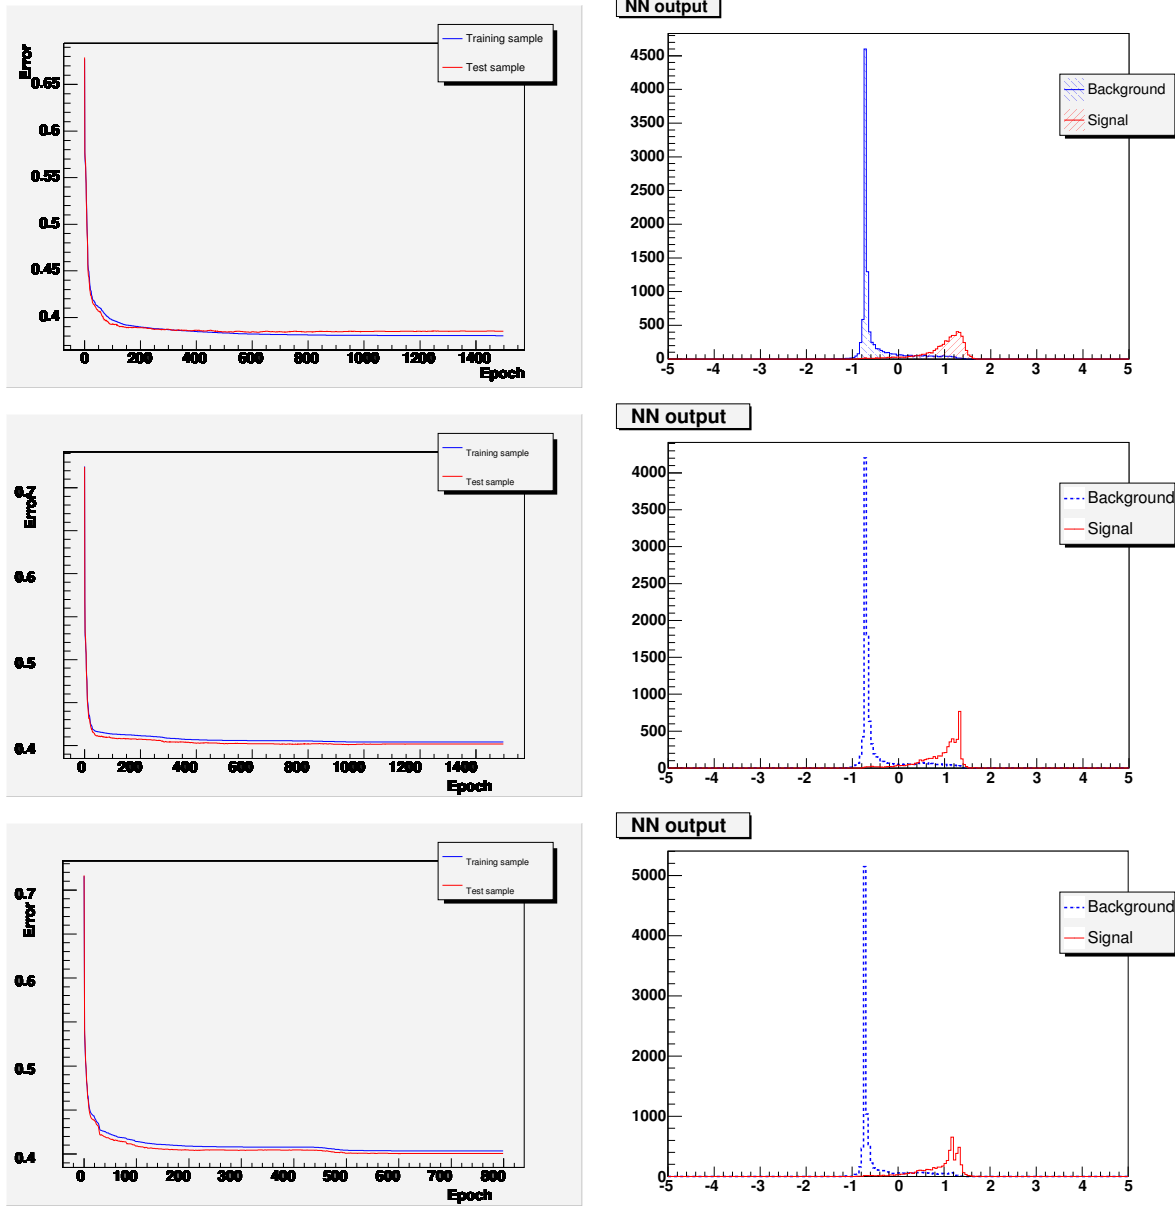 Training sample
Test sample
Error
0.65
0.6
0.55
0.5
0.45
0.4
0 200 400 600 800 1000 1200 1400
Epoch
NN output
4500
4000
3500
3000
2500
2000
1500
1000
500
0
-5 -4 -3 -2 -1 0 1 2 3 4 5
Background
Signal
Training sample
Test sample
Error
0.7
0.6
0.5
0.4
0 200 400 600 800 1000 1200 1400
Epoch
NN output
4000
3500
3000
2500
2000
1500
1000
500
0
-5 -4 -3 -2 -1 0 1 2 3 4 5
Background
Signal
Training sample
Test sample
Error
0.7
0.6
0.5
0.4
0 100 200 300 400 500 600 700 800
Epoch
NN output
5000
4000
3000
2000
1000
0
-5 -4 -3 -2 -1 0 1 2 3 4 5
Background
Signal